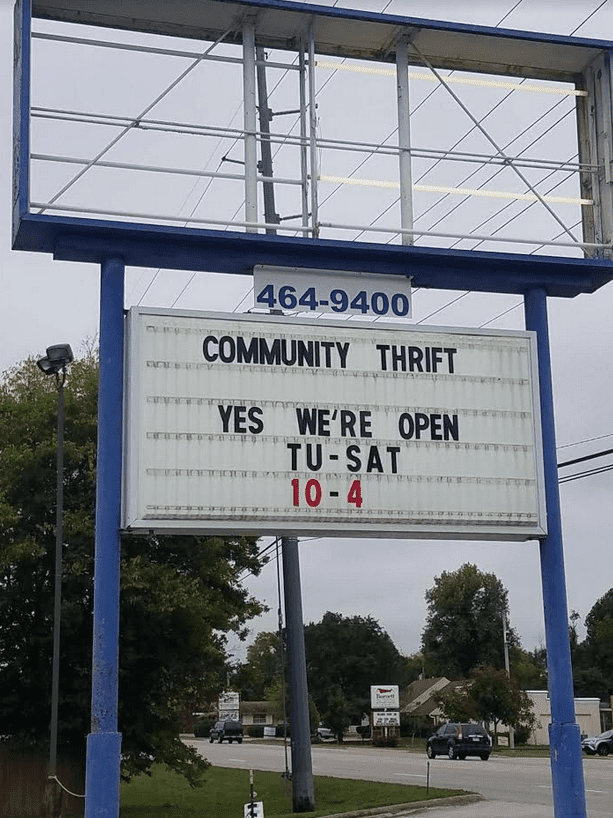 464-9400
COMMUNITY THRIFT
YES WE'RE OPEN
TU-SAT
10-4